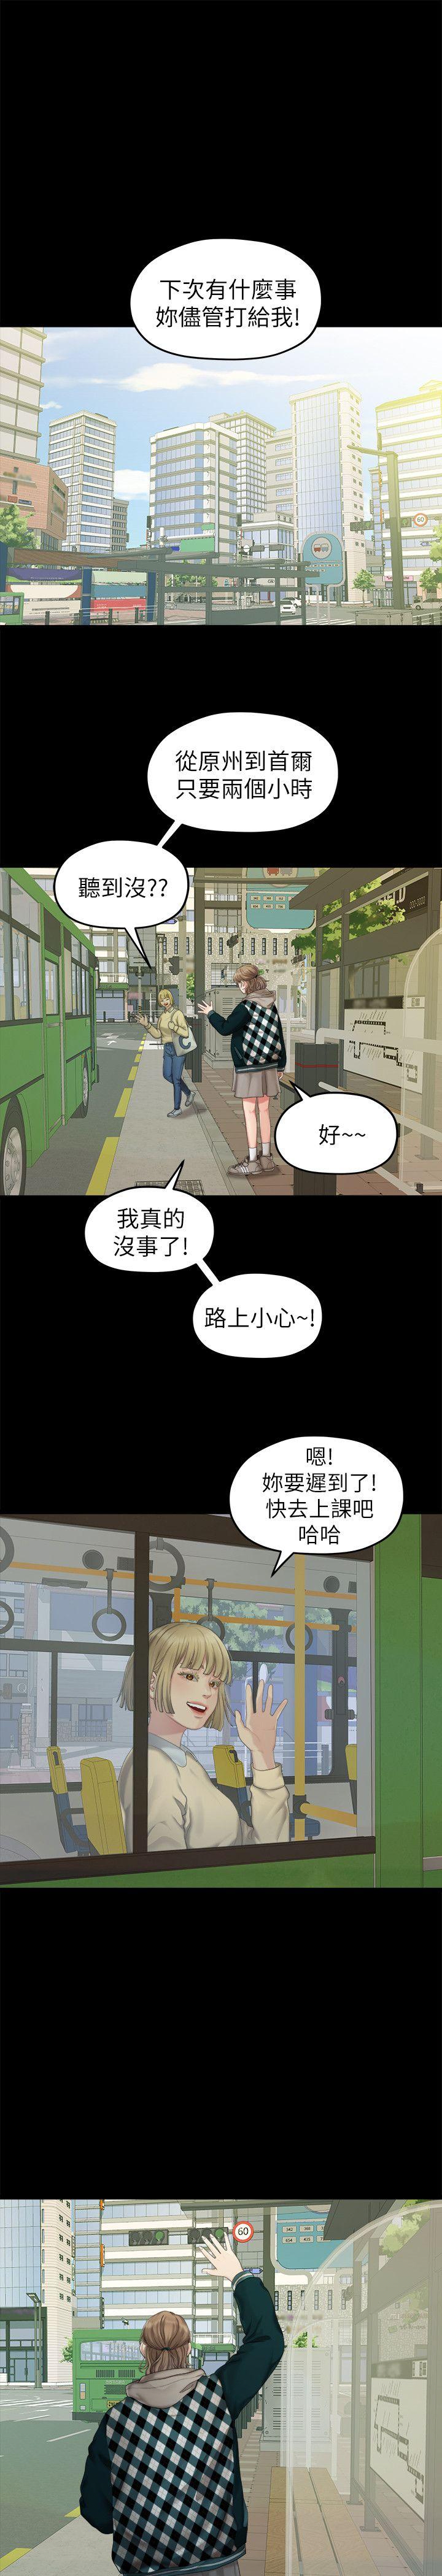 下次有什麼事
妳儘管打給我!
60
從原州到首爾
只要兩個小時
聽到沒??
好~~
我真的
沒事了!
路上小心~!
嗯!
妳要遲到了!
快去上課吧
哈哈
60